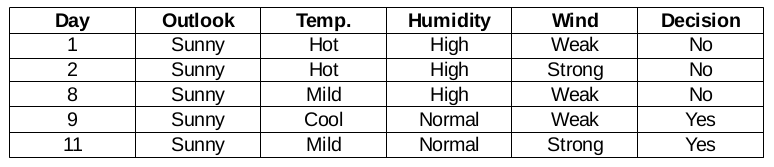 Day Outlook Temp. Humidity Wind Decision
1 Sunny Hot High Weak No
2 Sunny Hot High Strong No
8 Sunny Mild High Weak No
9 Sunny Cool Normal Weak Yes
11 Sunny Mild Normal Strong Yes